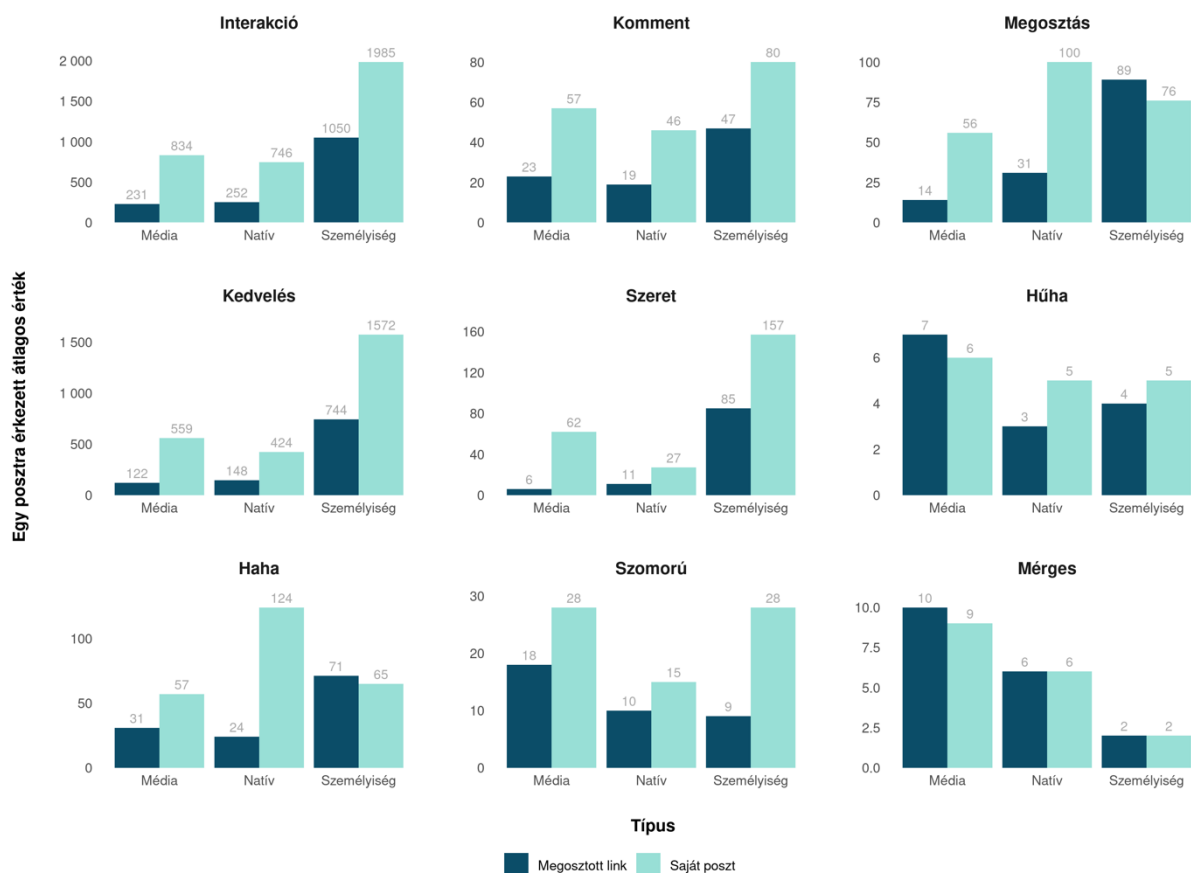 Interakció
Komment
Megosztás
2 000
1 500
1 000
500
0
231
834
252
746
1050
1985
Média
Natív
Személyiség
80
60
40
20
0
23
57
19
46
47
80
Média
Natív
Személyiség
100
75
50
25
0
14
56
31
100
89
76
Média
Natív
Személyiség
Egy posztra érkezett átlagos érték
Kedvelés
Szeret
Hűha
1 500
1 000
500
0
122
559
148
424
744
1572
Média
Natív
Személyiség
160
120
80
40
0
6
62
11
27
85
157
Média
Natív
Személyiség
6
4
2
0
7
6
3
5
4
5
Média
Natív
Személyiség
Haha
Szomorú
Mérges
100
50
0
31
57
24
124
71
65
Média
Natív
Személyiség
30
20
10
0
18
28
10
15
9
28
Média
Natív
Személyiség
10.0
7.5
5.0
2.5
0.0
10
9
6
6
2
2
Média
Natív
Személyiség
Típus
Megosztott link
Saját poszt